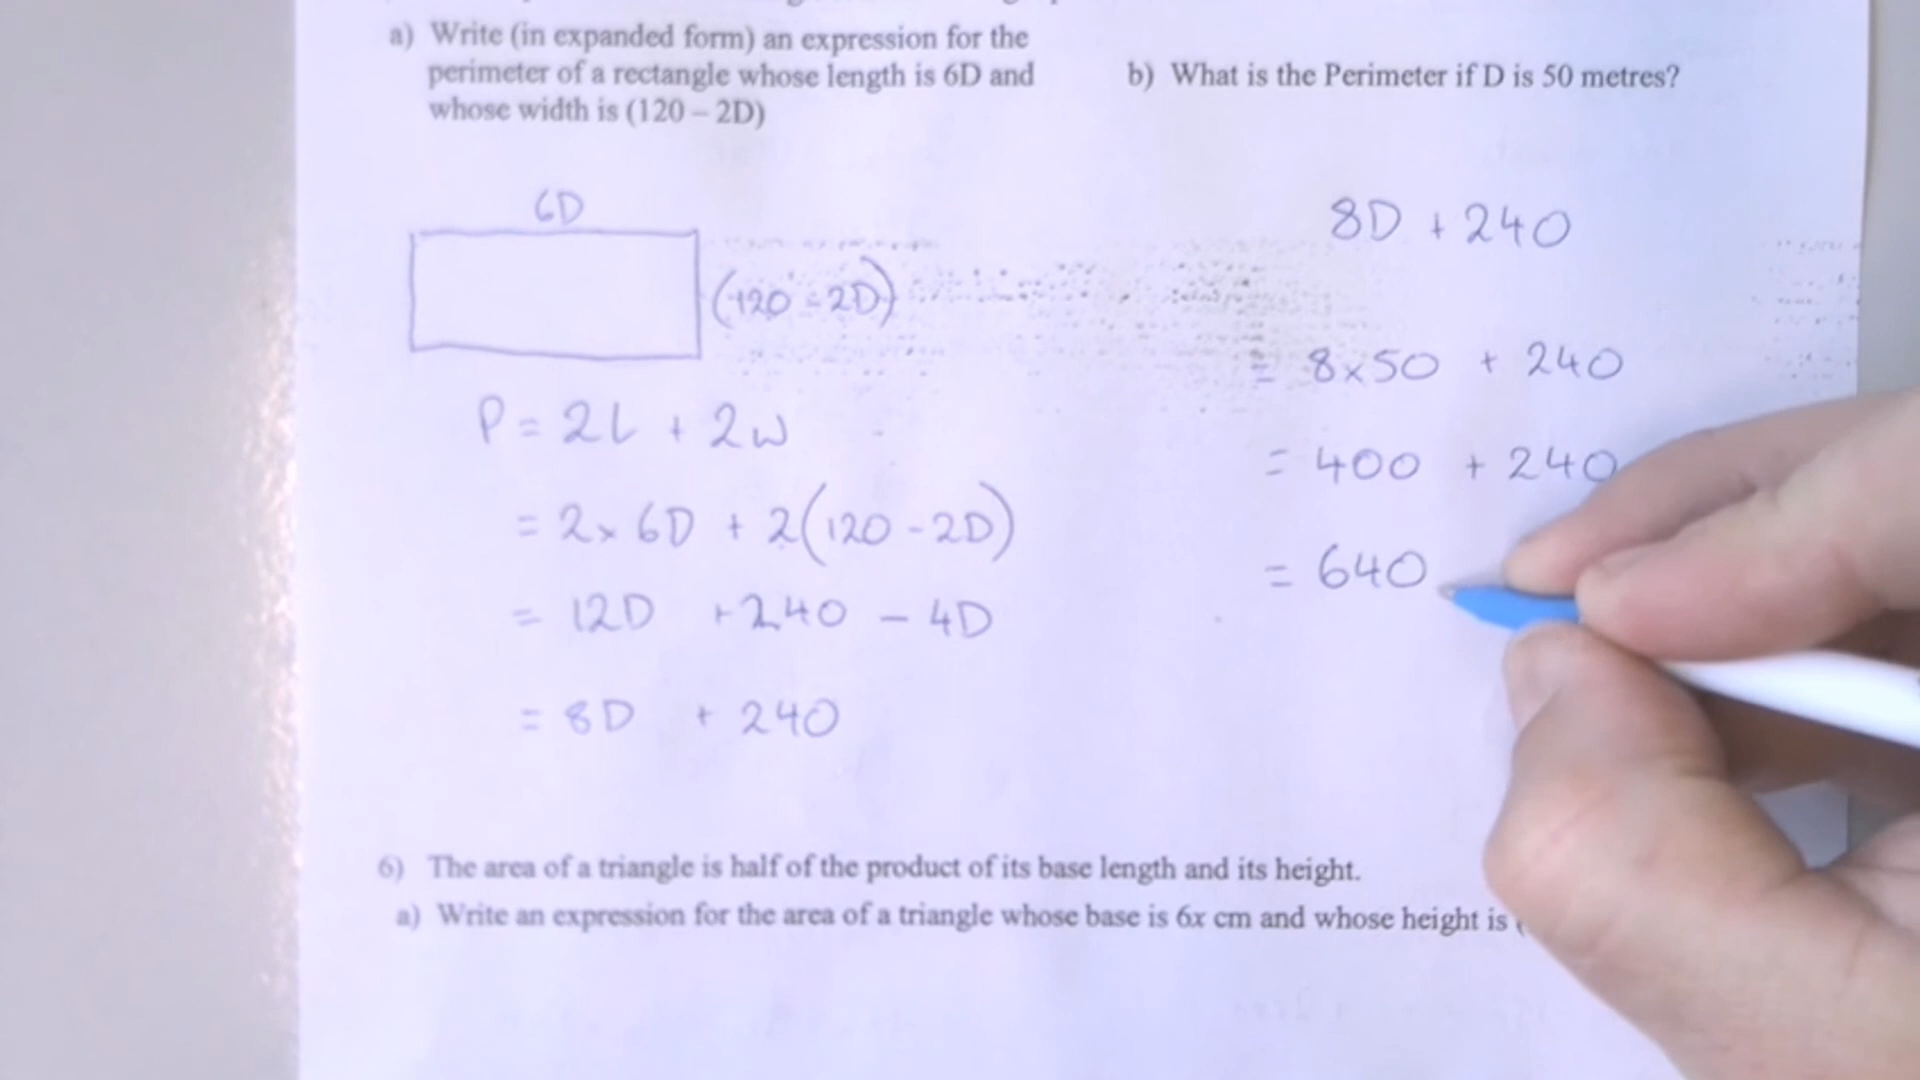 a) Write (in expanded form) an expression for the
perimeter of a rectangle whose length is 6D and
whose width is (120 – 2D)
6D
(120 - 2D)
P = 2L + 2W
= 2 × 6D + 2(120 - 2D)
= 12D + 240 - 4D
= 8D + 240
b) What is the Perimeter if D is 50 metres?
8D + 240
= 8 × 50 + 240
= 400 + 240
= 640
6) The area of a triangle is half of the product of its base length and its height.
a) Write an expression for the area of a triangle whose base is 6x cm and whose height is (